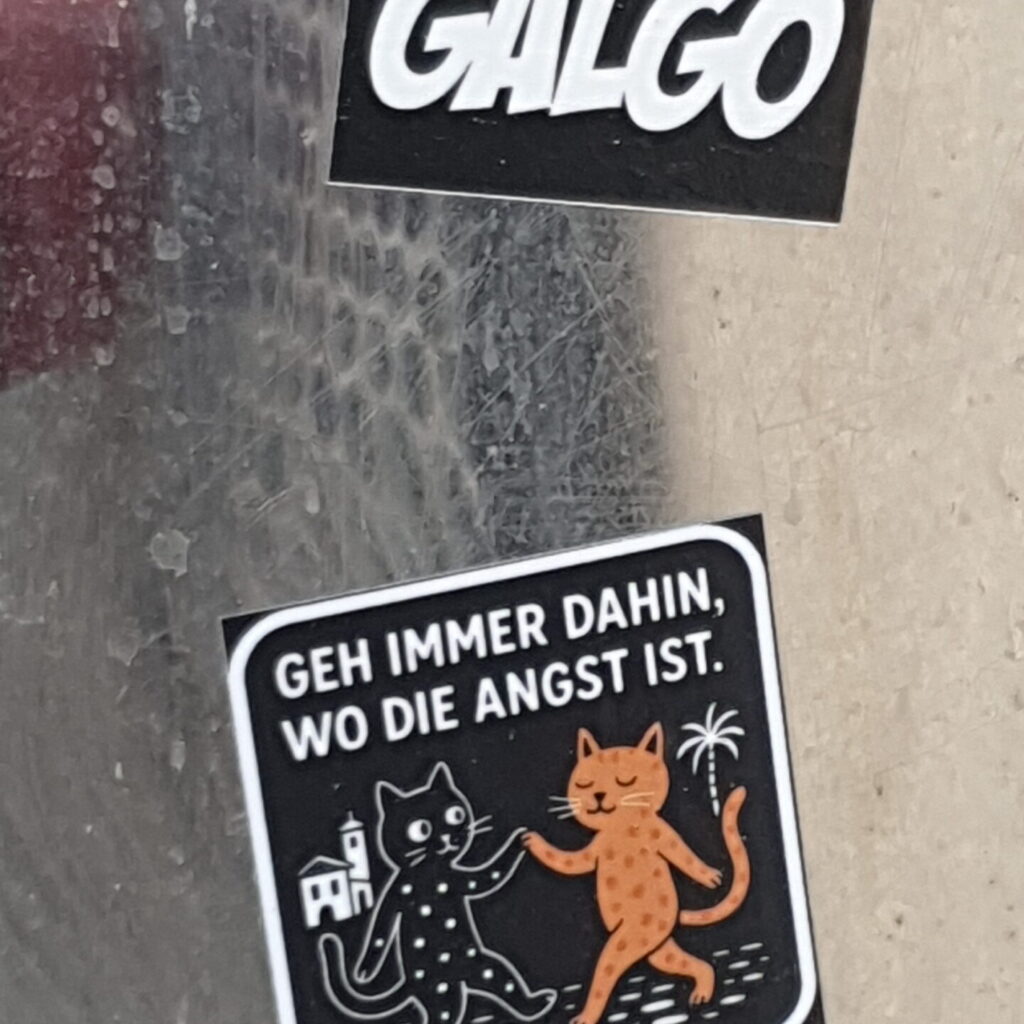 GALGO
GEH IMMER DAHIN,
WO DIE ANGST IST.